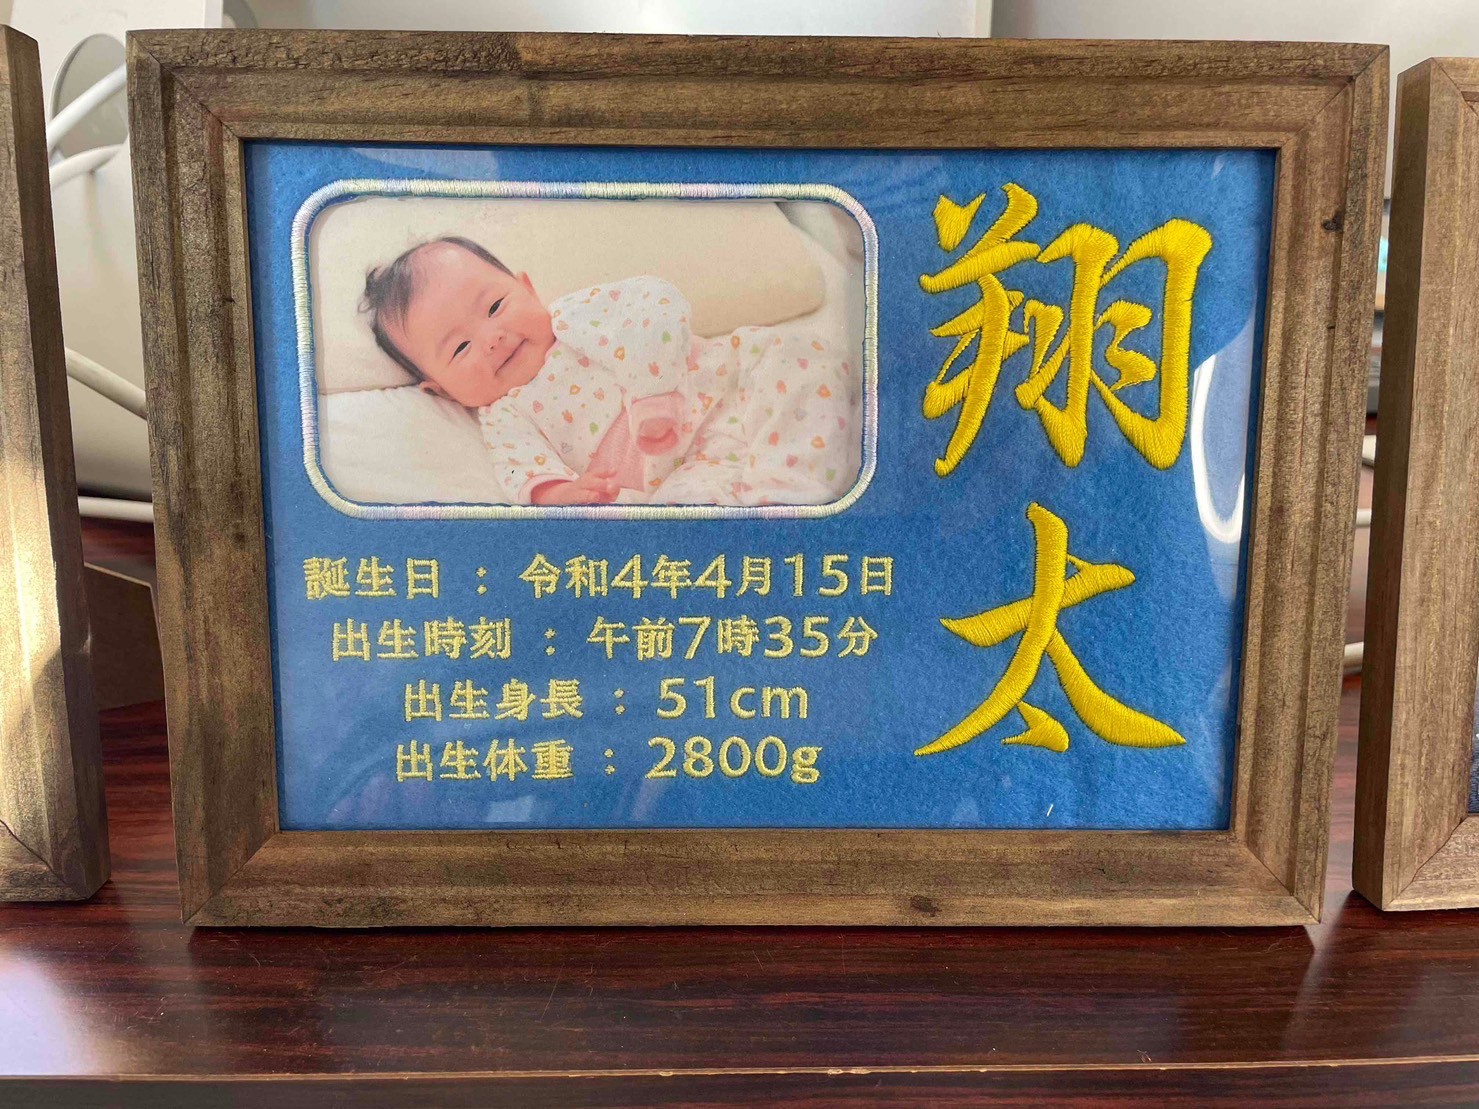 翔太
誕生日 : 令和4年4月15日
出生時刻 : 午前7時35分
出生身長 : 51cm
出生体重 : 2800g